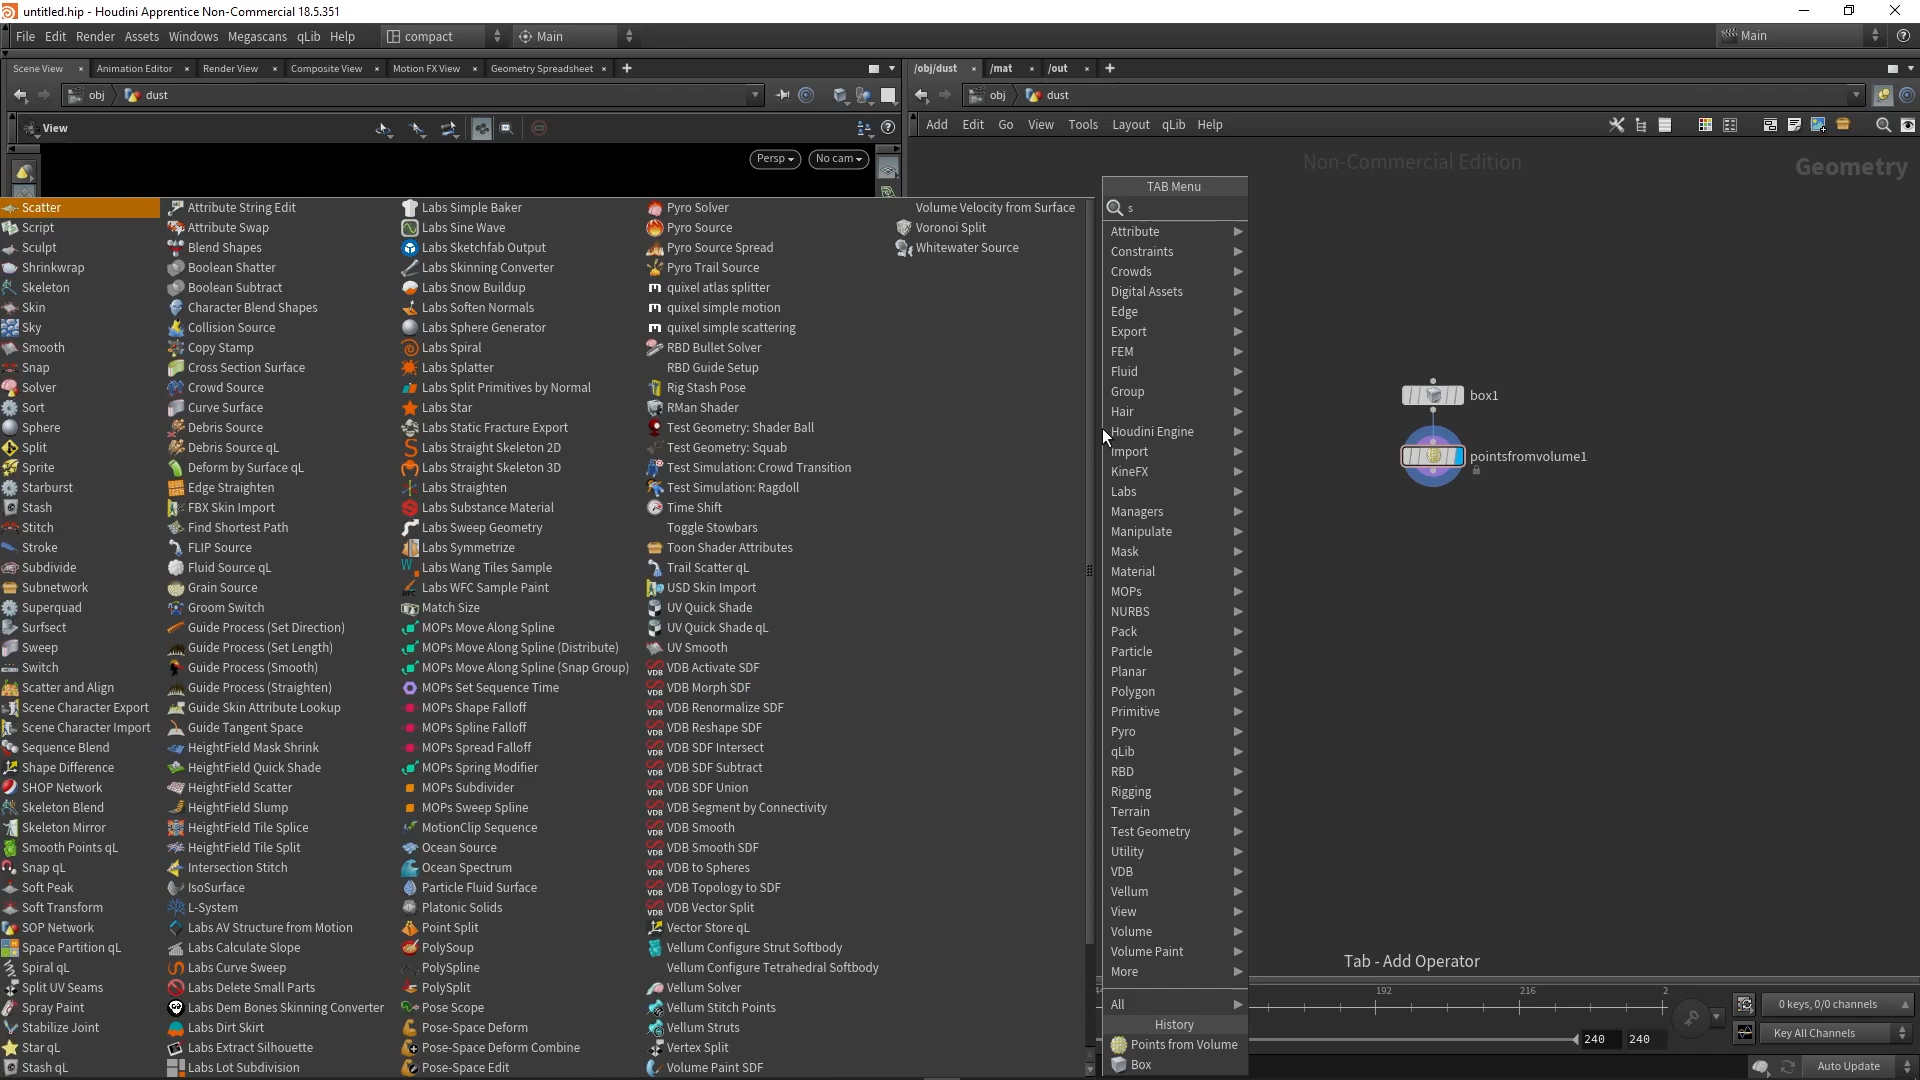 untitled.hip - Houdini Apprentice Non-Commercial 18.5.351
File Edit Render Assets Windows Megascans qLib Help compact Main Main
Scene View Animation Editor Render View Composite View Motion FX View Geometry Spreadsheet
/obj/dust /mat /out
obj dust
obj dust
View
Add Edit Go View Tools Layout qLib Help
Persp No cam
Non-Commercial Edition
Geometry
Scatter
Script
Sculpt
Shrinkwrap
Skeleton
Skin
Sky
Smooth
Snap
Solver
Sort
Sphere
Split
Sprite
Starburst
Stash
Stitch
Stroke
Subdivide
Subnetwork
Superquad
Surfsect
Sweep
Switch
Scatter and Align
Scene Character Export
Scene Character Import
Sequence Blend
Shape Difference
SHOP Network
Skeleton Blend
Skeleton Mirror
Smooth Points qL
Snap qL
Soft Peak
Soft Transform
SOP Network
Space Partition qL
Spiral qL
Split UV Seams
Spray Paint
Stabilize Joint
Star qL
Stash qL
Attribute String Edit
Attribute Swap
Blend Shapes
Boolean Shatter
Boolean Subtract
Character Blend Shapes
Collision Source
Copy Stamp
Cross Section Surface
Crowd Source
Curve Surface
Debris Source
Debris Source qL
Deform by Surface qL
Edge Straighten
FBX Skin Import
Find Shortest Path
FLIP Source
Fluid Source qL
Grain Source
Groom Switch
Guide Process (Set Direction)
Guide Process (Set Length)
Guide Process (Smooth)
Guide Process (Straighten)
Guide Skin Attribute Lookup
Guide Tangent Space
HeightField Mask Shrink
HeightField Quick Shade
HeightField Scatter
HeightField Slump
HeightField Tile Splice
HeightField Tile Split
Intersection Stitch
IsoSurface
L-System
Labs AV Structure from Motion
Labs Calculate Slope
Labs Curve Sweep
Labs Delete Small Parts
Labs Dem Bones Skinning Converter
Labs Dirt Skirt
Labs Extract Silhouette
Labs Lot Subdivision
Labs Simple Baker
Labs Sine Wave
Labs Sketchfab Output
Labs Skinning Converter
Labs Snow Buildup
Labs Soften Normals
Labs Sphere Generator
Labs Spiral
Labs Splatter
Labs Split Primitives by Normal
Labs Star
Labs Static Fracture Export
Labs Straight Skeleton 2D
Labs Straight Skeleton 3D
Labs Straighten
Labs Substance Material
Labs Sweep Geometry
Labs Symmetrize
Labs Wang Tiles Sample
Labs WFC Sample Paint
Match Size
MOPs Move Along Spline
MOPs Move Along Spline (Distribute)
MOPs Move Along Spline (Snap Group)
MOPs Set Sequence Time
MOPs Shape Falloff
MOPs Spline Falloff
MOPs Spread Falloff
MOPs Spring Modifier
MOPs Subdivider
MOPs Sweep Spline
MotionClip Sequence
Ocean Source
Ocean Spectrum
Particle Fluid Surface
Platonic Solids
Point Split
PolySoup
PolySpline
PolySplit
Pose Scope
Pose-Space Deform
Pose-Space Deform Combine
Pose-Space Edit
Pyro Solver
Pyro Source
Pyro Source Spread
Pyro Trail Source
quixel atlas splitter
quixel simple motion
quixel simple scattering
RBD Bullet Solver
RBD Guide Setup
Rig Stash Pose
RMan Shader
Test Geometry: Shader Ball
Test Geometry: Squab
Test Simulation: Crowd Transition
Test Simulation: Ragdoll
Time Shift
Toggle Stowbars
Toon Shader Attributes
Trail Scatter qL
USD Skin Import
UV Quick Shade
UV Quick Shade qL
UV Smooth
VDB Activate SDF
VDB Morph SDF
VDB Renormalize SDF
VDB Reshape SDF
VDB SDF Intersect
VDB SDF Subtract
VDB SDF Union
VDB Segment by Connectivity
VDB Smooth
VDB Smooth SDF
VDB to Spheres
VDB Topology to SDF
VDB Vector Split
Vector Store qL
Vellum Configure Strut Softbody
Vellum Configure Tetrahedral Softbody
Vellum Solver
Vellum Stitch Points
Vellum Struts
Vertex Split
Volume Paint SDF
Volume Velocity from Surface
Voronoi Split
Whitewater Source
TAB Menu
s
Attribute
Constraints
Crowds
Digital Assets
Edge
Export
FEM
Fluid
Group
Hair
Houdini Engine
Import
KineFX
Labs
Managers
Manipulate
Mask
Material
MOPs
NURBS
Pack
Particle
Planar
Polygon
Primitive
Pyro
qLib
RBD
Rigging
Terrain
Test Geometry
Utility
VDB
Vellum
View
Volume
Volume Paint
More
All
History
Points from Volume
Box
box1
pointsfromvolume1
Tab - Add Operator
192 216 2
240 240
0 keys, 0/0 channels
Key All Channels
Auto Update